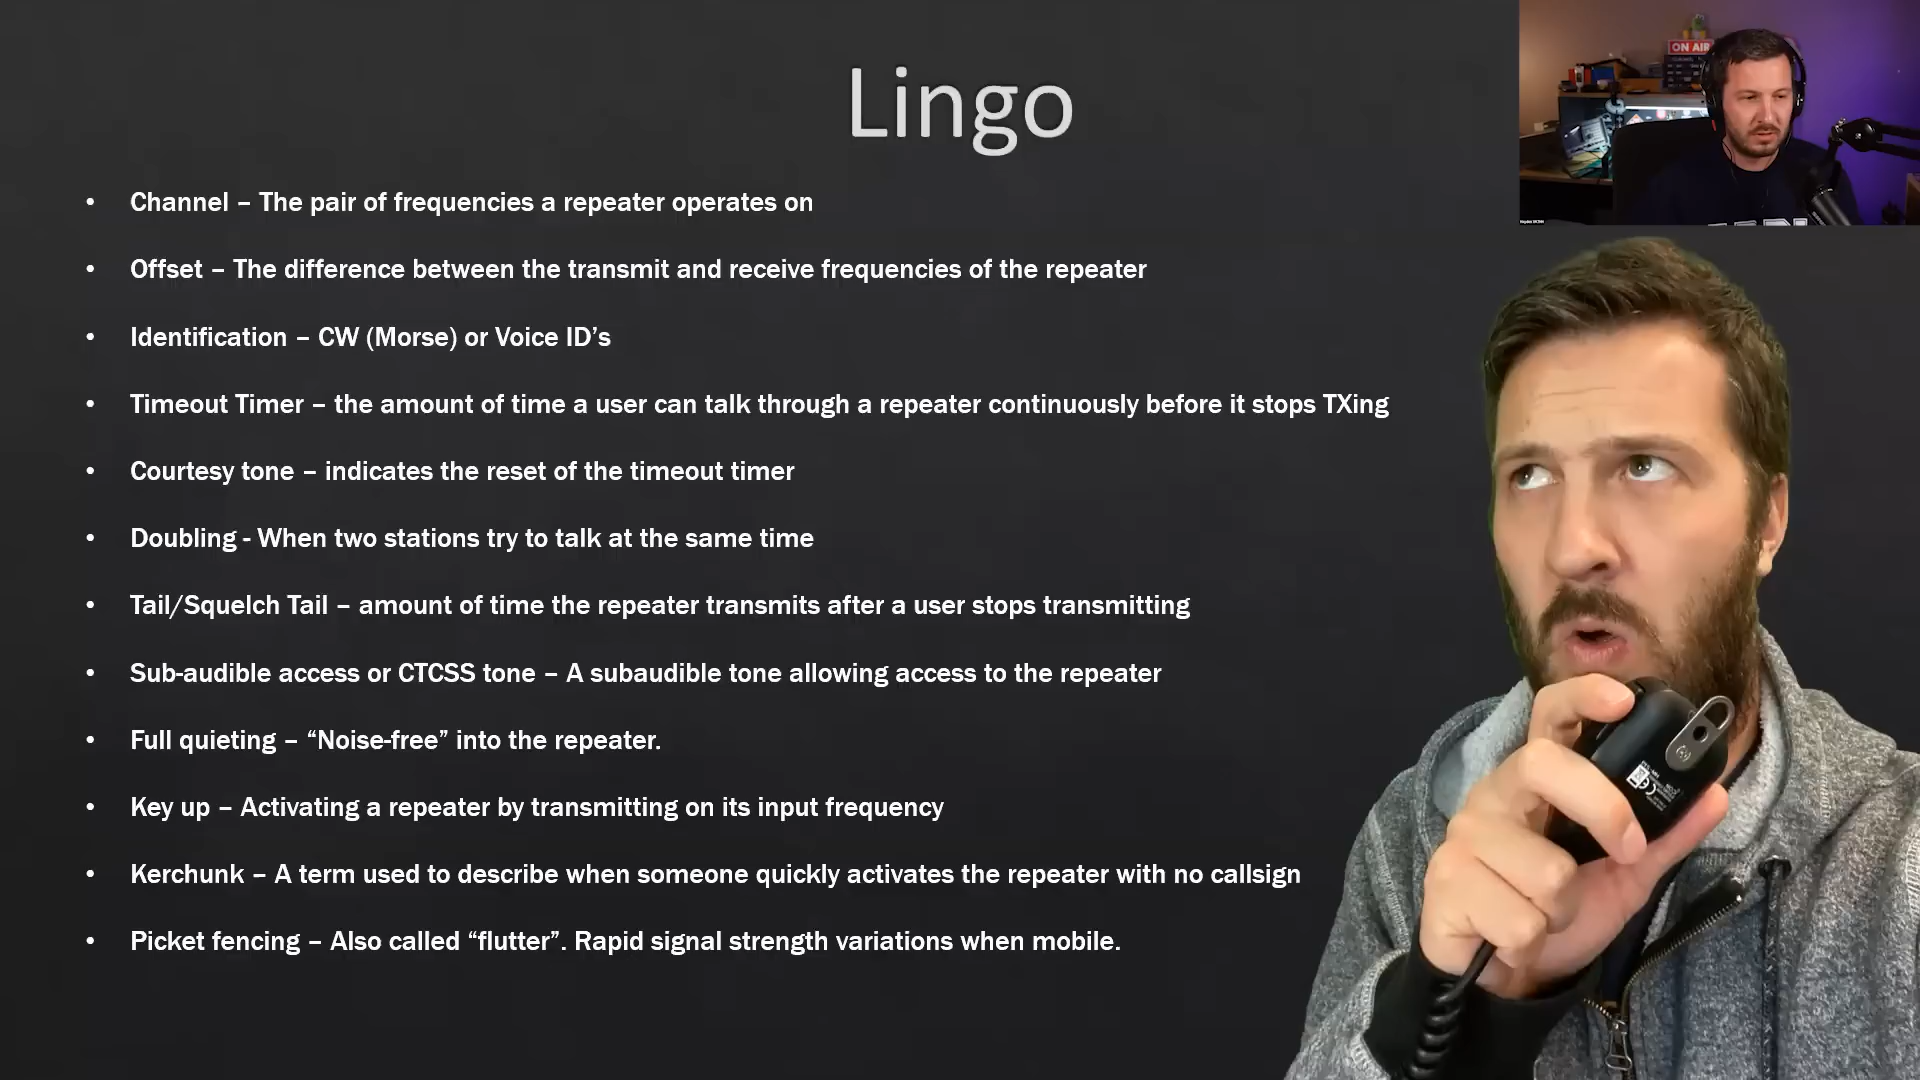 Lingo
ON AIR
• Channel – The pair of frequencies a repeater operates on
• Offset – The difference between the transmit and receive frequencies of the repeater
• Identification – CW (Morse) or Voice ID’s
• Timeout Timer – the amount of time a user can talk through a repeater continuously before it stops TXing
• Courtesy tone – indicates the reset of the timeout timer
• Doubling - When two stations try to talk at the same time
• Tail/Squelch Tail – amount of time the repeater transmits after a user stops transmitting
• Sub-audible access or CTCSS tone – A subaudible tone allowing access to the repeater
• Full quieting – “Noise-free” into the repeater.
• Key up – Activating a repeater by transmitting on its input frequency
• Kerchunk – A term used to describe when someone quickly activates the repeater with no callsign
• Picket fencing – Also called “flutter”. Rapid signal strength variations when mobile.